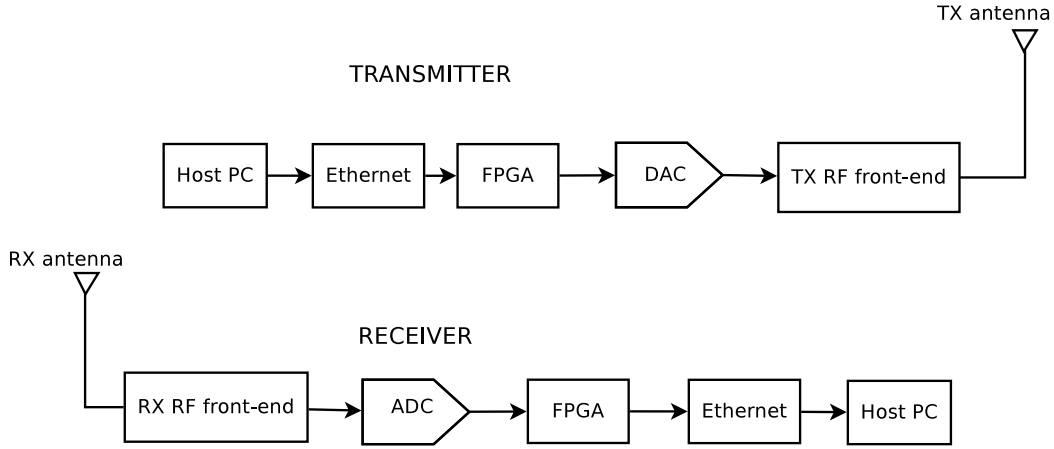 TX antenna
TRANSMITTER
Host PC
Ethernet
FPGA
DAC
TX RF front-end
RX antenna
RECEIVER
RX RF front-end
ADC
FPGA
Ethernet
Host PC